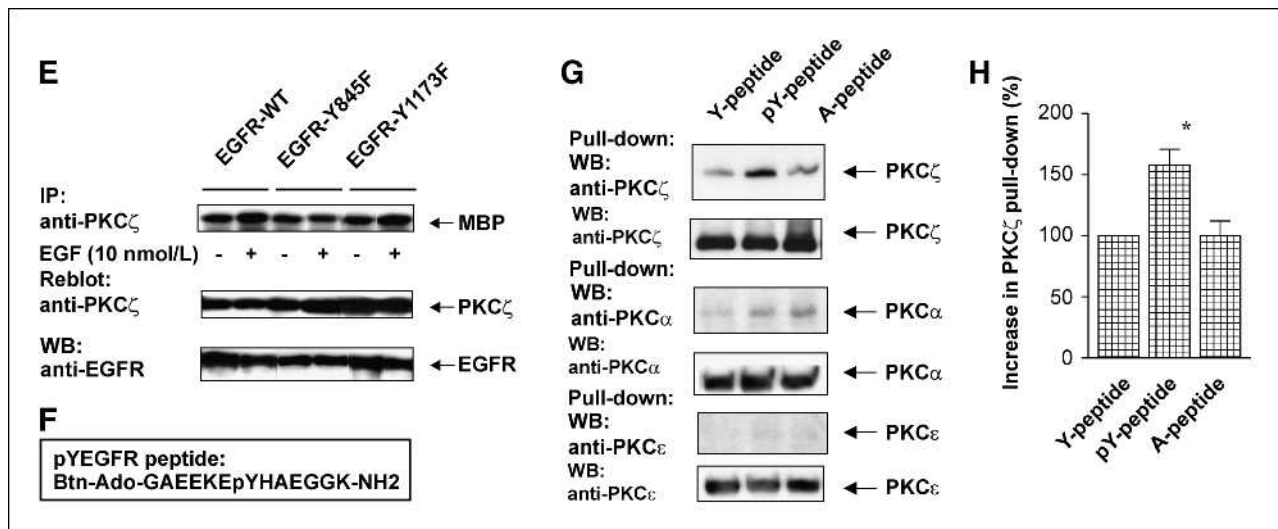 E
EGFR-WT
EGFR-Y845F
EGFR-Y1173F
IP:
anti-PKCζ
← MBP
EGF (10 nmol/L) - + - + - +
Reblot:
anti-PKCζ
← PKCζ
WB:
anti-EGFR
← EGFR
F
pYEGFR peptide:
Btn-Ado-GAEEKEpYHAEGGK-NH2
G
Y-peptide
pY-peptide
A-peptide
Pull-down:
WB:
anti-PKCζ
← PKCζ
WB:
anti-PKCζ
← PKCζ
Pull-down:
WB:
anti-PKCα
← PKCα
WB:
anti-PKCα
← PKCα
Pull-down:
WB:
anti-PKCε
← PKCε
WB:
anti-PKCε
← PKCε
H
Increase in PKCζ pull-down (%)
200
150
100
50
0
*
Y-peptide
pY-peptide
A-peptide